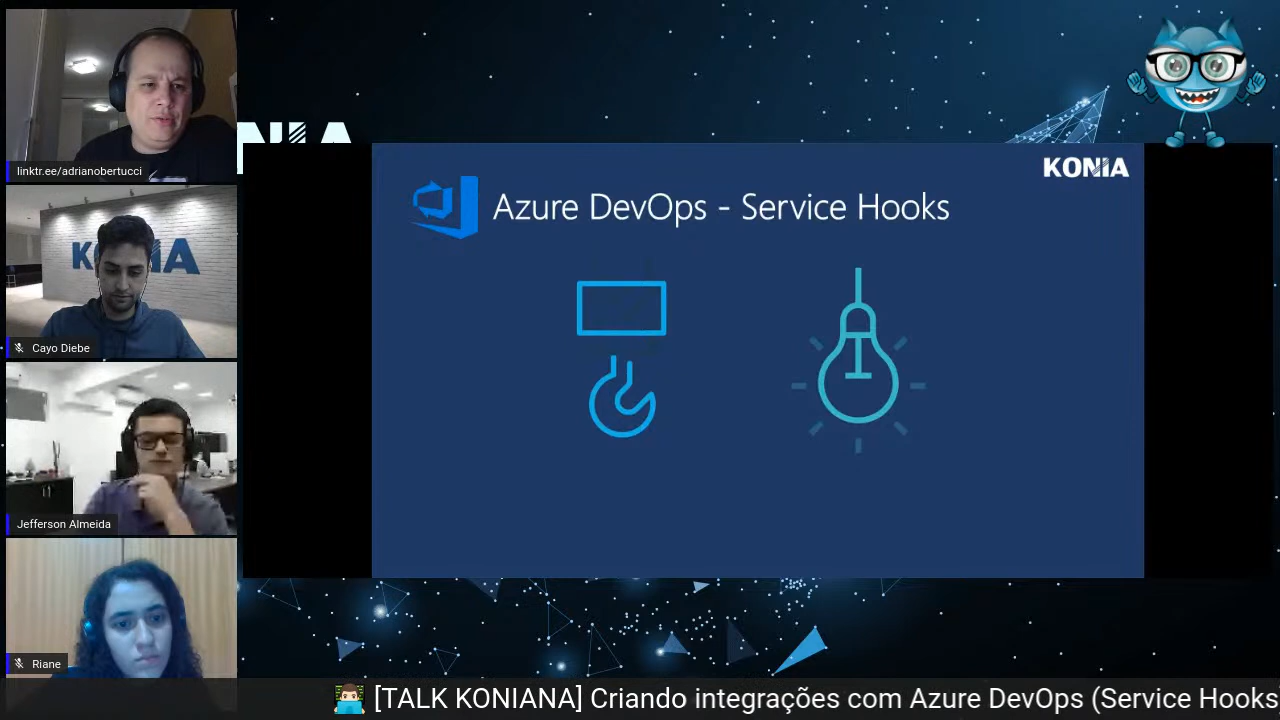 linktr.ee/adrianobertucci
Cayo Diebe
Jefferson Almeida
Riane
KONIA
Azure DevOps - Service Hooks
[TALK KONIANA] Criando integrações com Azure DevOps (Service Hooks